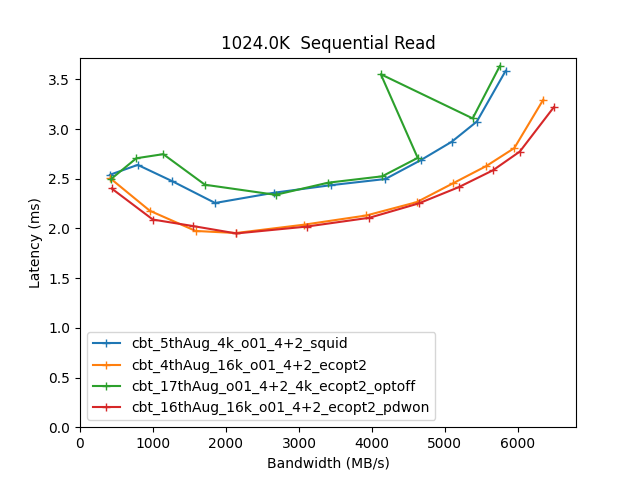 1024.0K  Sequential Read
Latency (ms)
3.5
3.0
2.5
2.0
1.5
1.0
0.5
0.0
cbt_5thAug_4k_o01_4+2_squid
cbt_4thAug_16k_o01_4+2_ecopt2
cbt_17thAug_o01_4+2_4k_ecopt2_optoff
cbt_16thAug_16k_o01_4+2_ecopt2_pdwon
0 1000 2000 3000 4000 5000 6000
Bandwidth (MB/s)